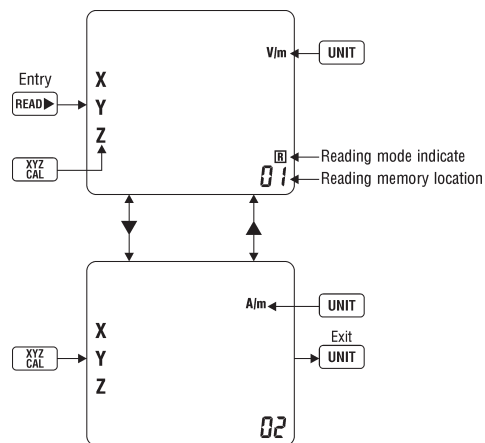 V/m
UNIT
Entry
READ▶
X
Y
Z
XYZ
CAL
R
Reading mode indicate
01
Reading memory location
▼
▲
A/m
UNIT
X
XYZ
CAL
Y
Exit
UNIT
Z
02